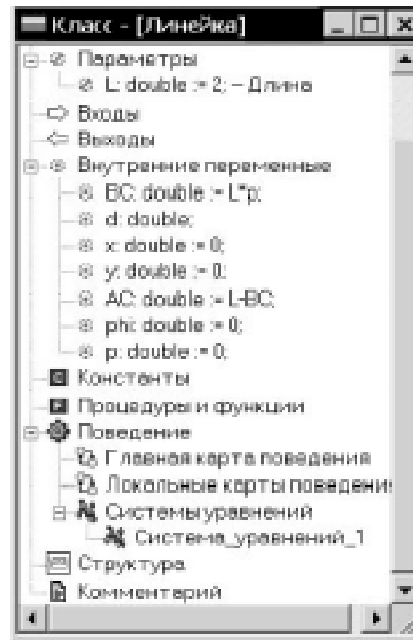 Класс - [Линейка]
Параметры
L: double := 2; – Длина
Входы
Выходы
Внутренние переменные
BC: double := L*p;
d: double;
x: double := 0;
y: double := 0;
AC: double := L-BC;
phi: double := 0;
p: double := 0;
Константы
Процедуры и функции
Поведение
Главная карта поведения
Локальные карты поведени
Системы уравнений
Система_уравнений_1
Структура
Комментарий